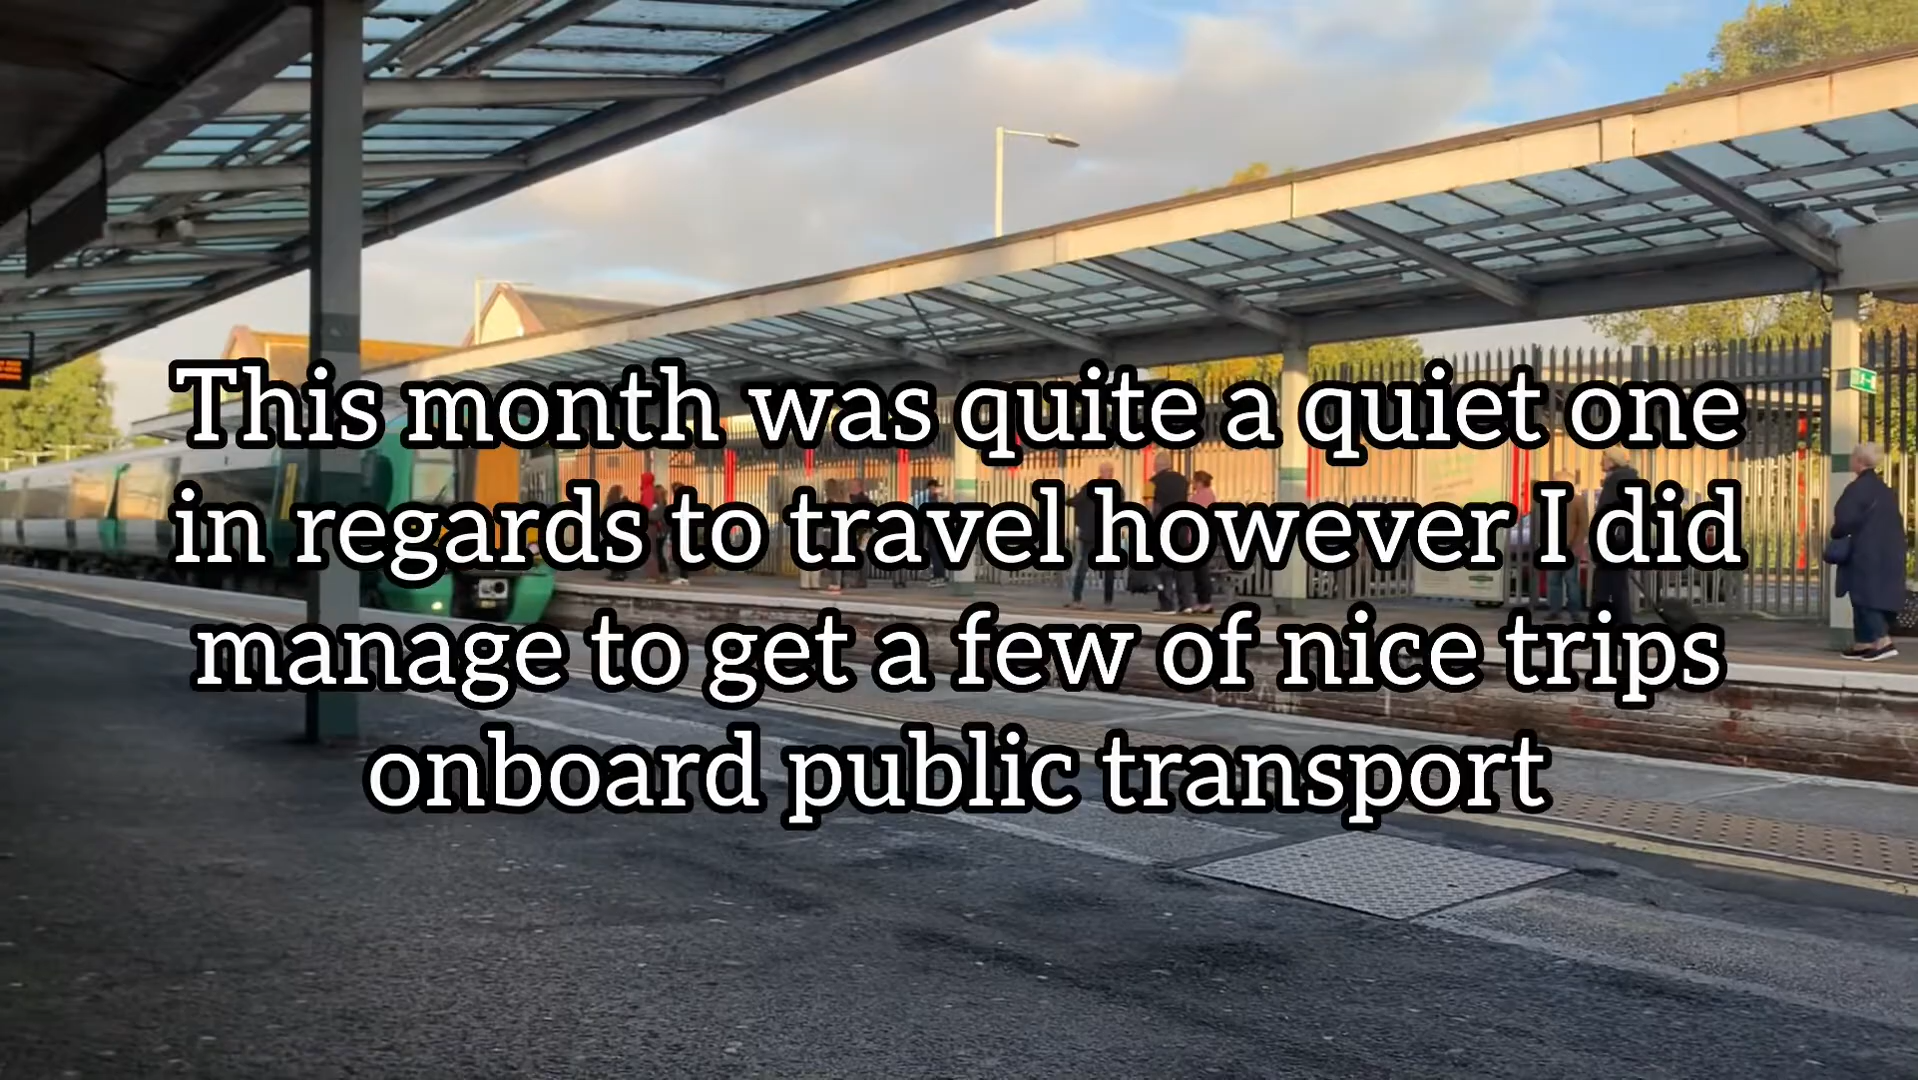 This month was quite a quiet one
in regards to travel however I did
manage to get a few of nice trips
onboard public transport